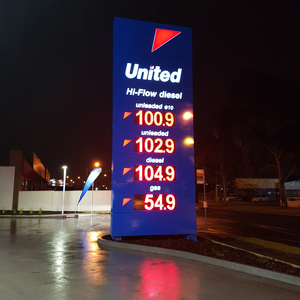 United
Hi-Flow diesel
unleaded e10
100.9
unleaded
102.9
diesel
104.9
gas
54.9